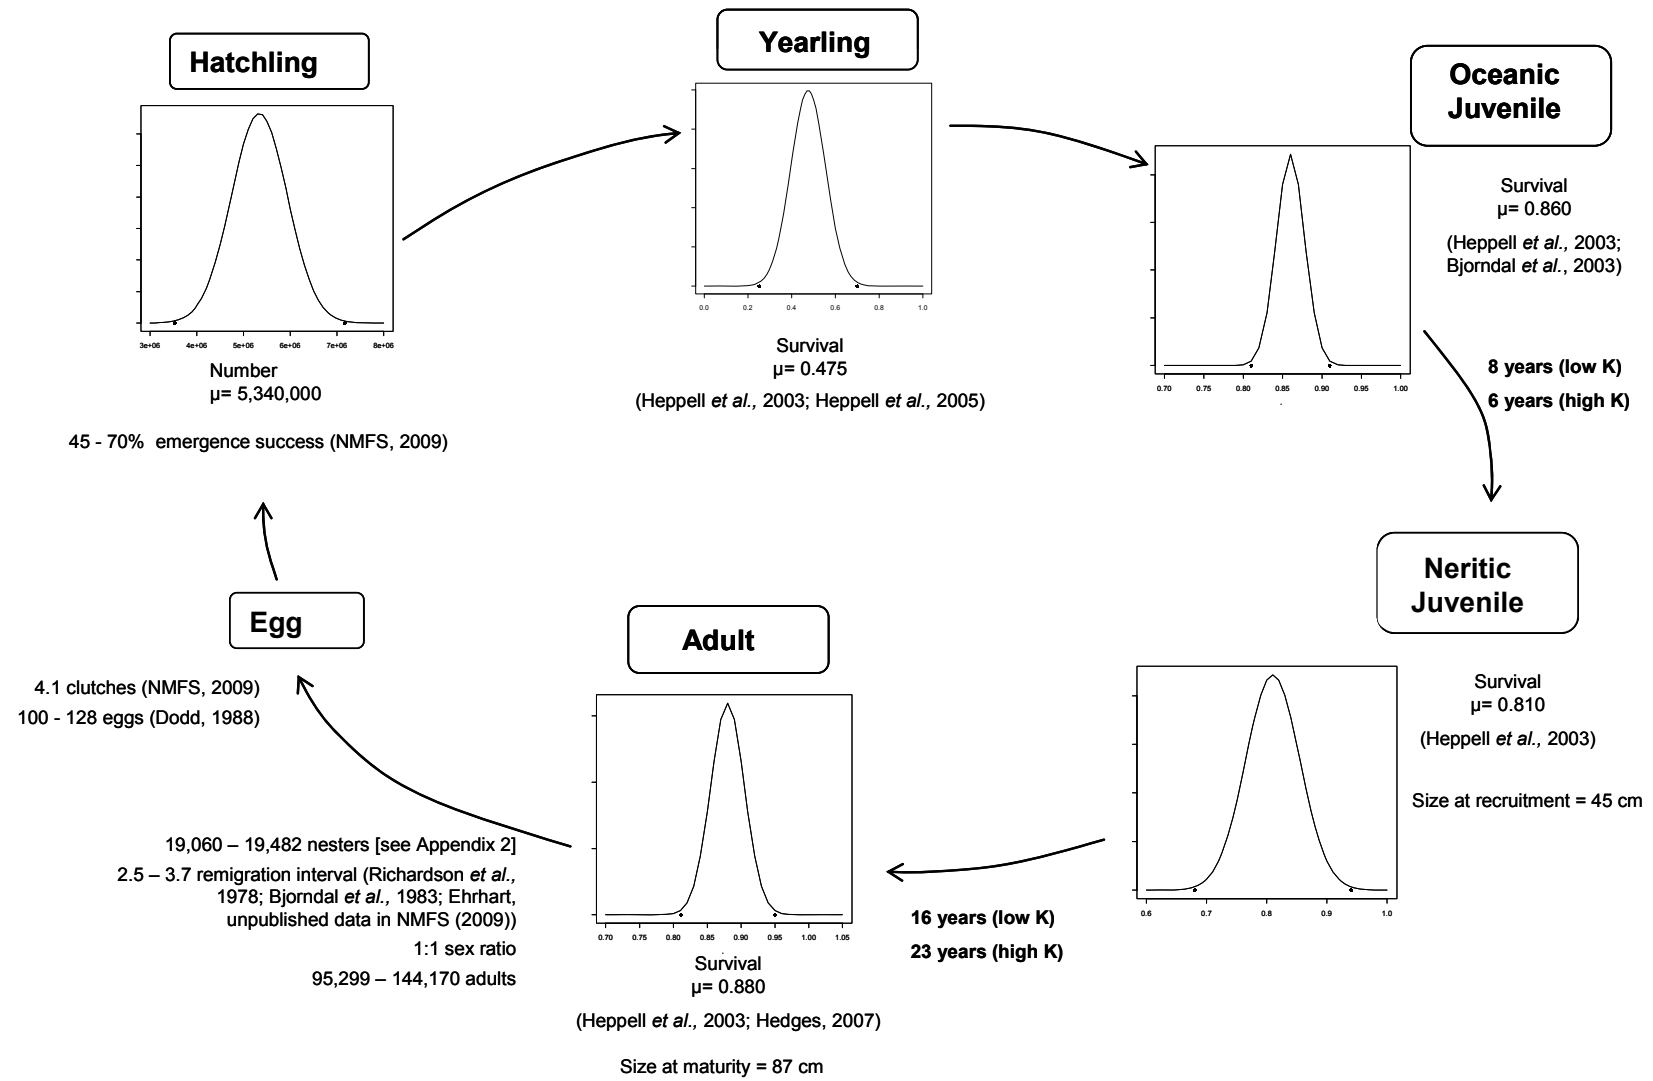 Hatchling
3e+06 4e+06 5e+06 6e+06 7e+06 8e+06
Number
µ= 5,340,000
45 - 70% emergence success (NMFS, 2009)
Yearling
0.0 0.2 0.4 0.6 0.8 1.0
Survival
µ= 0.475
(Heppell et al., 2003; Heppell et al., 2005)
Oceanic
Juvenile
0.70 0.75 0.80 0.85 0.90 0.95 1.00
Survival
µ= 0.860
(Heppell et al., 2003;
Bjorndal et al., 2003)
8 years (low K)
6 years (high K)
Neritic
Juvenile
0.6 0.7 0.8 0.9 1.0
Survival
µ= 0.810
(Heppell et al., 2003)
Size at recruitment = 45 cm
16 years (low K)
23 years (high K)
Adult
0.70 0.75 0.80 0.85 0.90 0.95 1.00 1.05
Survival
µ= 0.880
(Heppell et al., 2003; Hedges, 2007)
Size at maturity = 87 cm
19,060 – 19,482 nesters [see Appendix 2]
2.5 – 3.7 remigration interval (Richardson et al.,
1978; Bjorndal et al., 1983; Ehrhart,
unpublished data in NMFS (2009))
1:1 sex ratio
95,299 – 144,170 adults
Egg
4.1 clutches (NMFS, 2009)
100 - 128 eggs (Dodd, 1988)